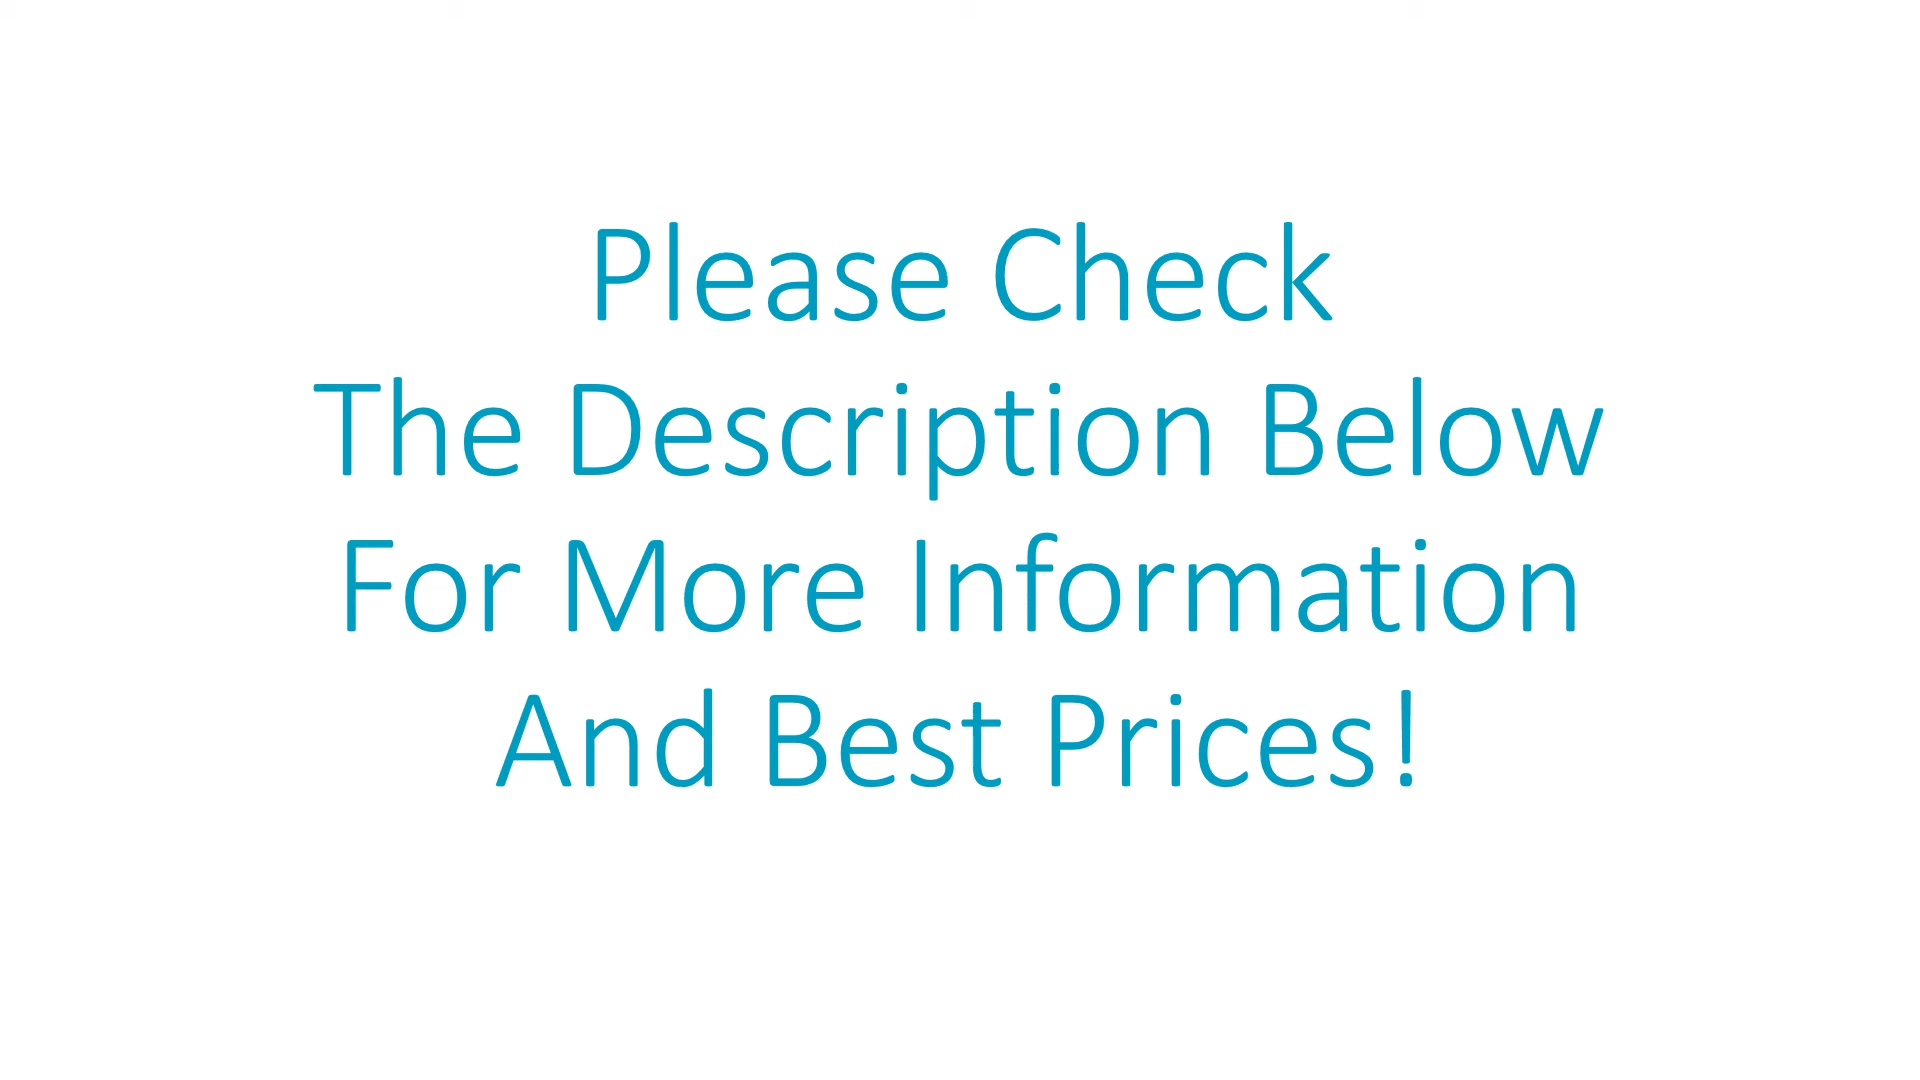 Please Check
The Description Below
For More Information
And Best Prices!